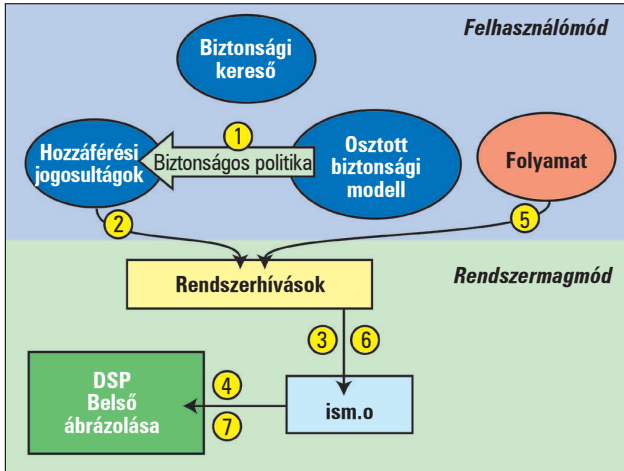 Felhasználómód
Biztonsági
kereső
1
Hozzáférési
jogosultágok
Biztonságos politika
Osztott
biztonsági
modell
Folyamat
2
5
Rendszerhívások
Rendszermagmód
3
6
DSP
Belső
ábrázolása
4
7
ism.o